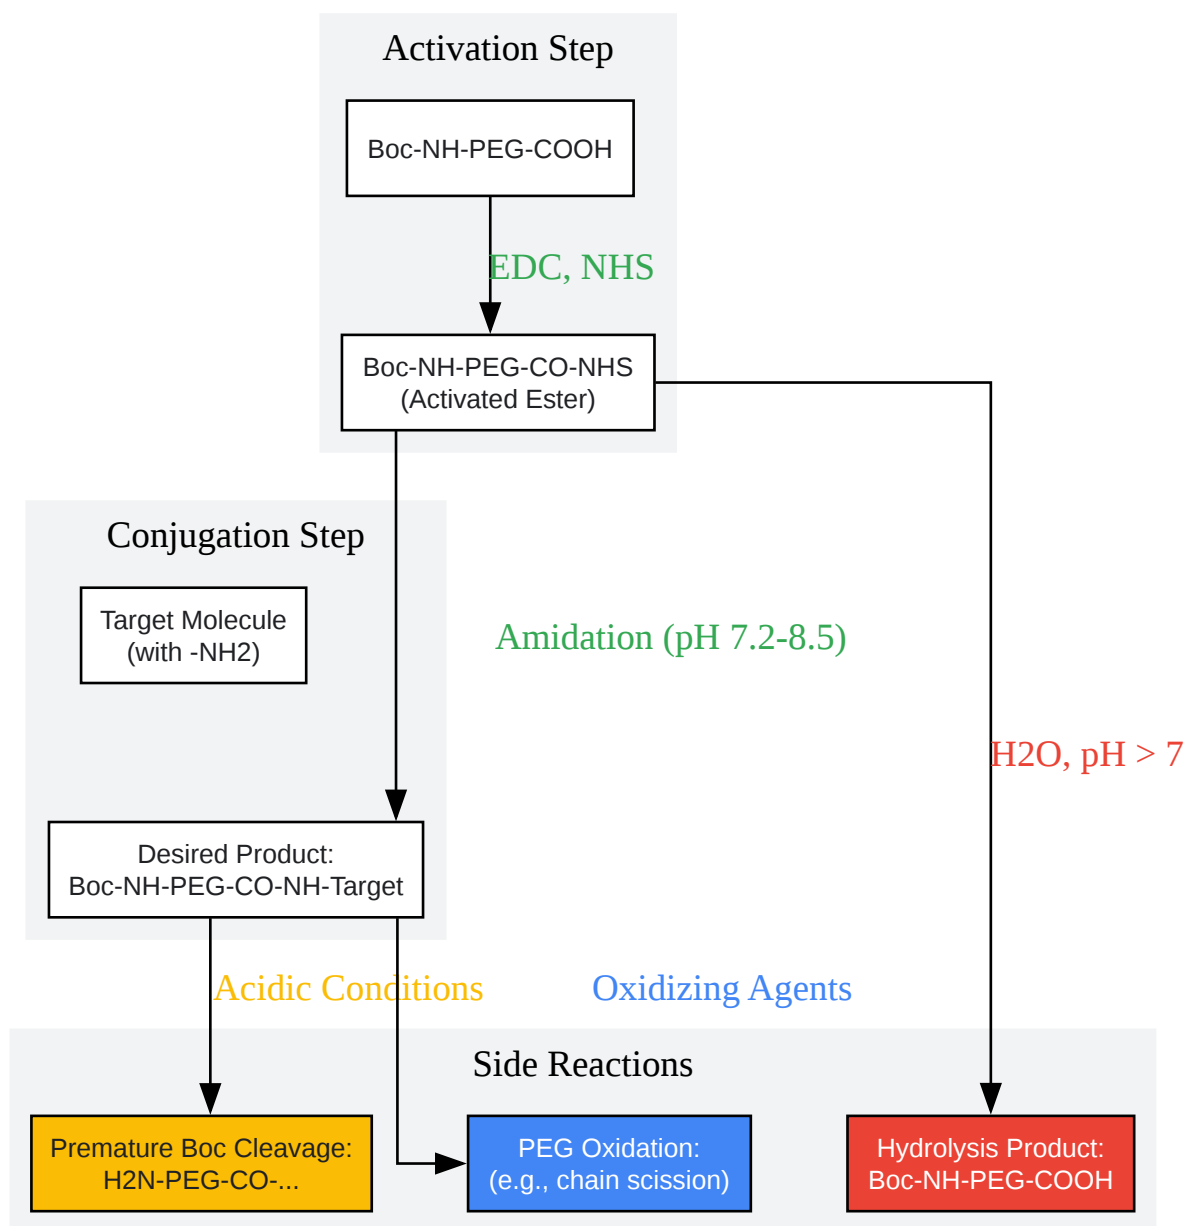 Activation Step
Boc-NH-PEG-COOH
EDC, NHS
Boc-NH-PEG-CO-NHS
(Activated Ester)
Conjugation Step
Target Molecule
(with -NH2)
Amidation (pH 7.2-8.5)
H2O, pH > 7
Desired Product:
Boc-NH-PEG-CO-NH-Target
Acidic Conditions
Oxidizing Agents
Side Reactions
Premature Boc Cleavage:
H2N-PEG-CO-...
PEG Oxidation:
(e.g., chain scission)
Hydrolysis Product:
Boc-NH-PEG-COOH